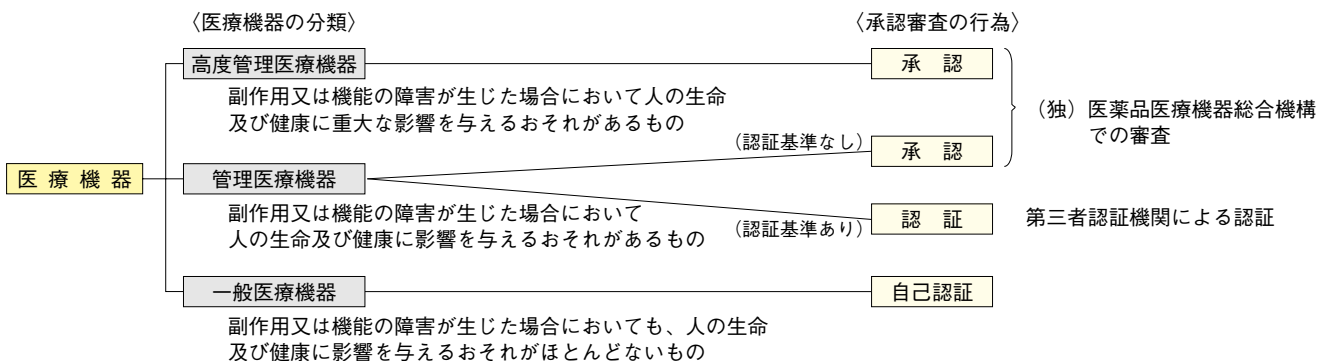 〈医療機器の分類〉
〈承認審査の行為〉
高度管理医療機器
承 認
副作用又は機能の障害が生じた場合において人の生命
及び健康に重大な影響を与えるおそれがあるもの
(独)医薬品医療機器総合機構
での審査
(認証基準なし)
承 認
医 療 機 器
管理医療機器
副作用又は機能の障害が生じた場合において
人の生命及び健康に影響を与えるおそれがあるもの
(認証基準あり)
認 証
第三者認証機関による認証
一般医療機器
自己認証
副作用又は機能の障害が生じた場合においても、人の生命
及び健康に影響を与えるおそれがほとんどないもの